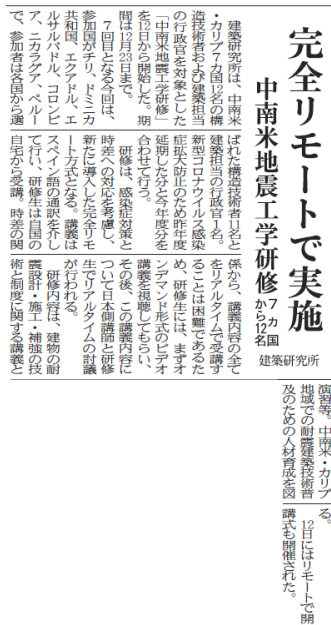 完全リモートで実施
中南米地震工学研修
7カ国
から12名
建築研究所
建築研究所は、中南米
・カリブ7カ国12名の構
造技術者および建築担当
の行政官を対象とした
「中南米地震工学研修」
を12日から開始した。期
間は12月23日まで。
7回目となる今回は、
参加国がチリ、ドミニカ
共和国、エクアドル、エ
ルサルバドル、コロンビ
ア、ニカラグア、ペルー
で、参加者は各国から選
ばれた構造技術者11名と
建築担当の行政官1名。
新型コロナウイルス感染
症拡大防止のため昨年度
延期した分と今年度分を
合わせて行う。
研修は、感染症対策と
時差への対応を考慮し、
新たに導入した完全リモ
ート方式となる。講義は
スペイン語の通訳を介し
て行い、研修生は自国の
自宅から受講。時差の関
係から、講義内容の全て
をリアルタイムで受講す
ることは困難であるた
め、研修生には、まずオ
ンデマンド形式のビデオ
講義を視聴してもらい、
その後、この講義内容に
ついて日本側講師と研修
生でリアルタイムの討議
が行われる。
研修内容は、建物の耐
震設計・施工・補強の技
術と制度に関する講義と
演習等。中南米・カリブ
地域での耐震建築技術普
及のための人材育成を図
る。
12日にはリモートで開
講式も開催された。